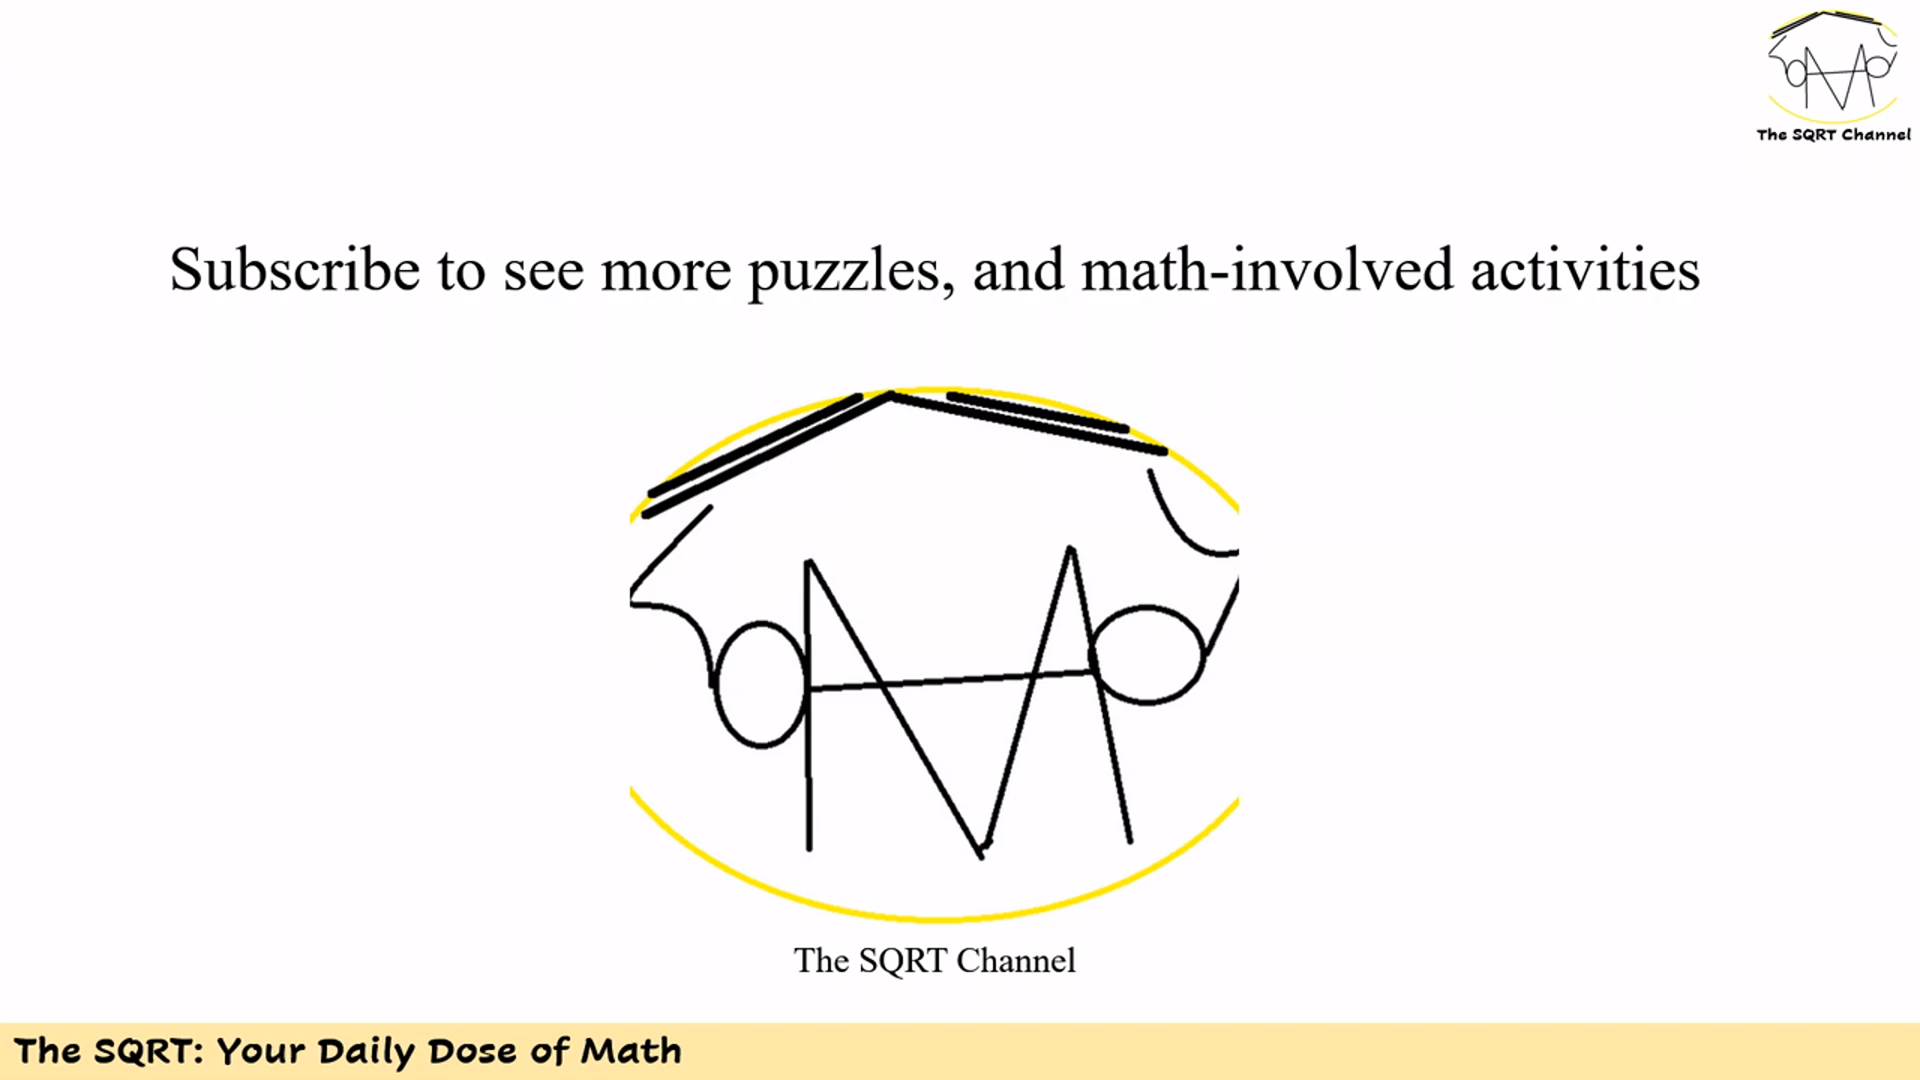 The SQRT Channel
Subscribe to see more puzzles, and math-involved activities
The SQRT Channel
The SQRT: Your Daily Dose of Math